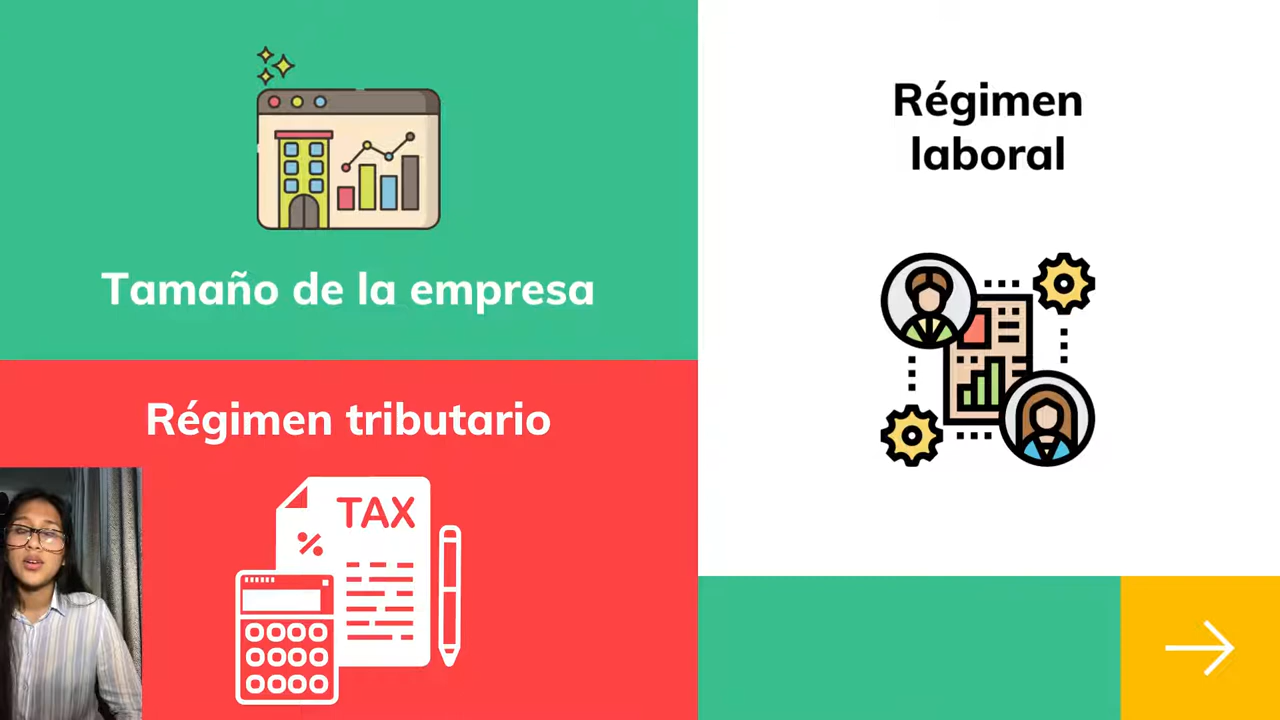 Tamaño de la empresa
Régimen tributario
TAX
%
Régimen
laboral